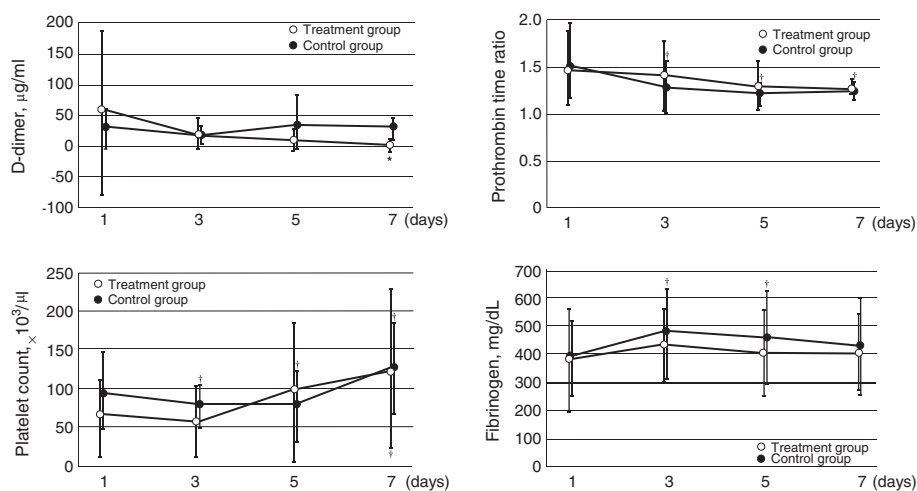 200
150
100
50
0
-50
-100
D-dimer, μg/ml
Treatment group
Control group
*
1 3 5 7 (days)
2.0
1.5
1.0
0.5
0
Prothrombin time ratio
Treatment group
Control group
† † †
1 3 5 7 (days)
250
200
150
100
50
0
Platelet count,×10³/μl
Treatment group
Control group
† † †
†
1 3 5 7 (days)
700
600
500
400
300
200
100
0
Fibrinogen, mg/dL
† †
Treatment group
Control group
1 3 5 7 (days)